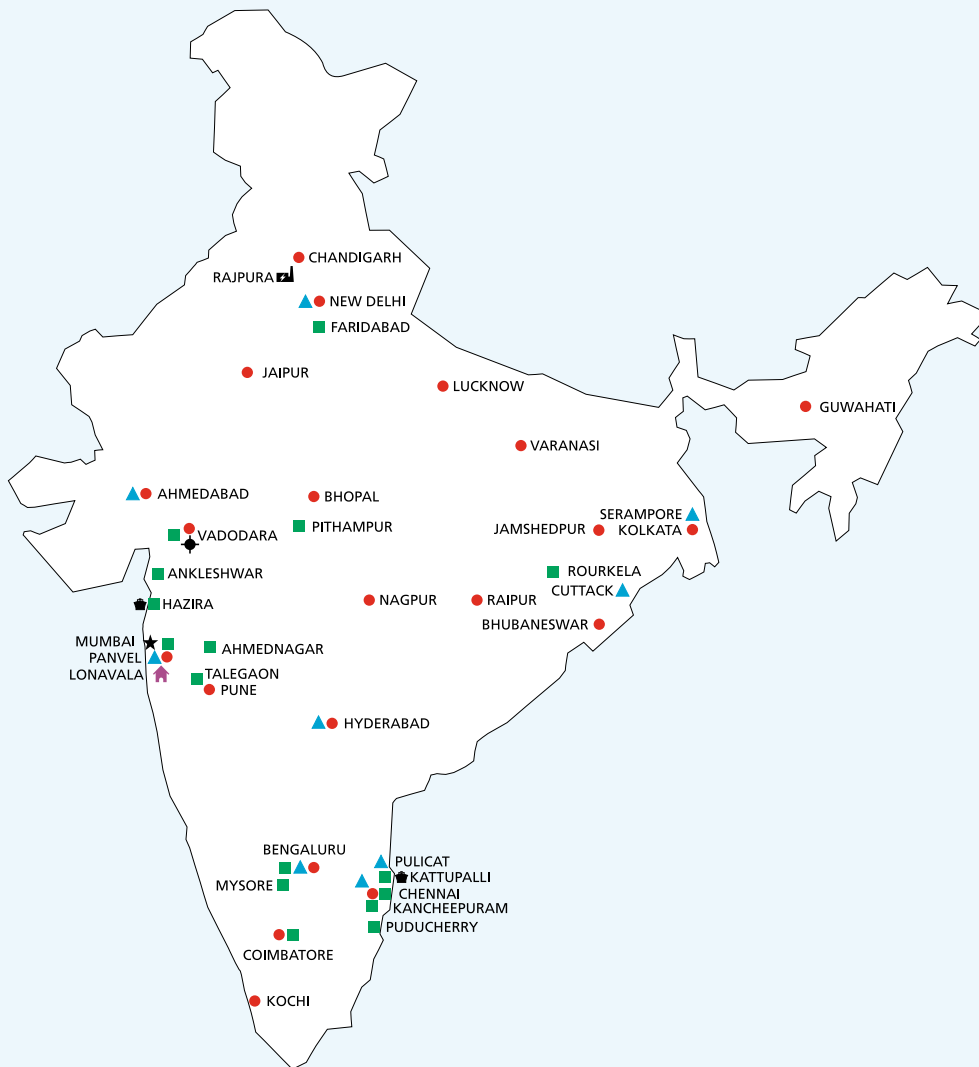 CHANDIGARH
RAJPURA
NEW DELHI
FARIDABAD
JAIPUR
LUCKNOW
GUWAHATI
VARANASI
AHMEDABAD
BHOPAL
SERAMPORE
PITHAMPUR
JAMSHEDPUR
KOLKATA
VADODARA
ANKLESHWAR
ROURKELA
CUTTACK
HAZIRA
NAGPUR
RAIPUR
BHUBANESWAR
MUMBAI
AHMEDNAGAR
PANVEL
LONAVALA
TALEGAON
PUNE
HYDERABAD
BENGALURU
PULICAT
KATTUPALLI
MYSORE
CHENNAI
KANCHEEPURAM
PUDUCHERRY
COIMBATORE
KOCHI